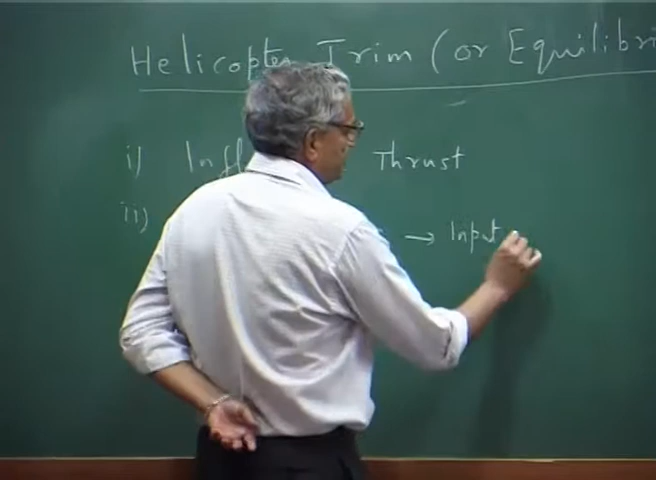 Helicopter Trim (or Equilibri
i) Infl Thrust
ii) → Input